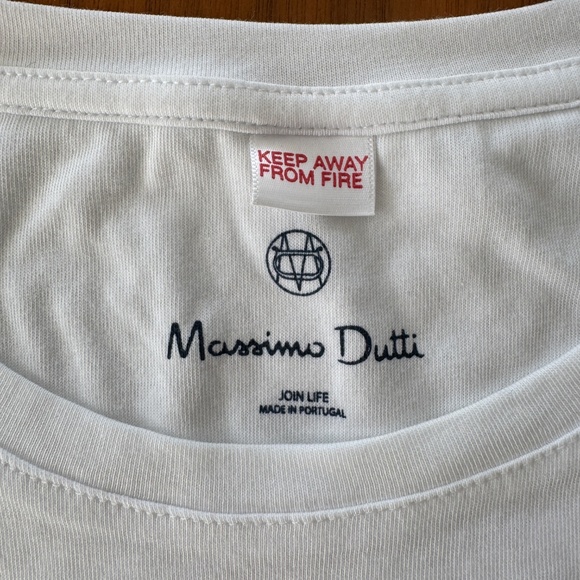 KEEP AWAY
FROM FIRE
Massimo Dutti
JOIN LIFE
MADE IN PORTUGAL